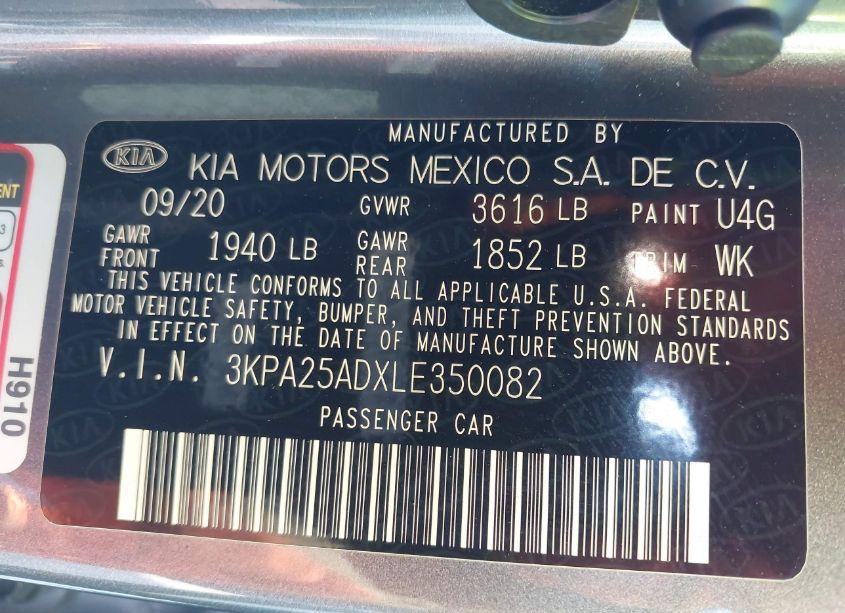 MANUFACTURED BY
KIA KIA MOTORS MEXICO S.A. DE C.V.
09/20 GVWR 3616 LB PAINT U4G
GAWR FRONT 1940 LB GAWR REAR 1852 LB TRIM WK
THIS VEHICLE CONFORMS TO ALL APPLICABLE U.S.A. FEDERAL
MOTOR VEHICLE SAFETY, BUMPER, AND THEFT PREVENTION STANDARDS
IN EFFECT ON THE DATE OF MANUFACTURE SHOWN ABOVE.
V.I.N. 3KPA25ADXLE350082
PASSENGER CAR
H910